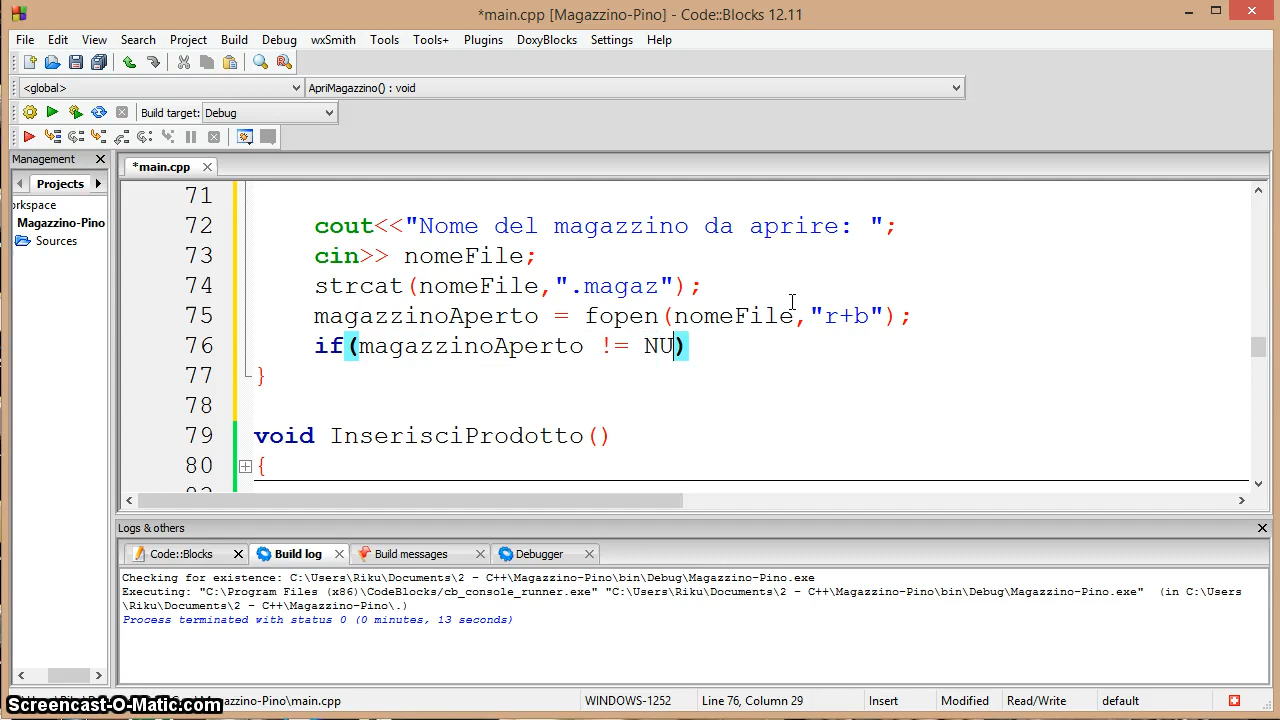 *main.cpp [Magazzino-Pino] - Code::Blocks 12.11
File Edit View Search Project Build Debug wxSmith Tools Tools+ Plugins DoxyBlocks Settings Help
<global> ApriMagazzino() : void
Build target: Debug
Management
*main.cpp
Projects
rkspace
Magazzino-Pino
Sources
71
72 cout<<"Nome del magazzino da aprire: ";
73 cin>> nomeFile;
74 strcat(nomeFile,".magaz");
75 magazzinoAperto = fopen(nomeFile,"r+b");
76 if(magazzinoAperto != NU)
77 }
78
79 void InserisciProdotto()
80 {
Logs & others
Code::Blocks Build log Build messages Debugger
Checking for existence: C:\Users\Riku\Documents\2 - C++\Magazzino-Pino\bin\Debug\Magazzino-Pino.exe
Executing: "C:\Program Files (x86)\CodeBlocks/cb_console_runner.exe" "C:\Users\Riku\Documents\2 - C++\Magazzino-Pino\bin\Debug\Magazzino-Pino.exe"  (in C:\Users
\Riku\Documents\2 - C++\Magazzino-Pino\.)
Process terminated with status 0 (0 minutes, 13 seconds)
Magazzino-Pino\main.cpp WINDOWS-1252 Line 76, Column 29 Insert Modified Read/Write default
Screencast-O-Matic.com